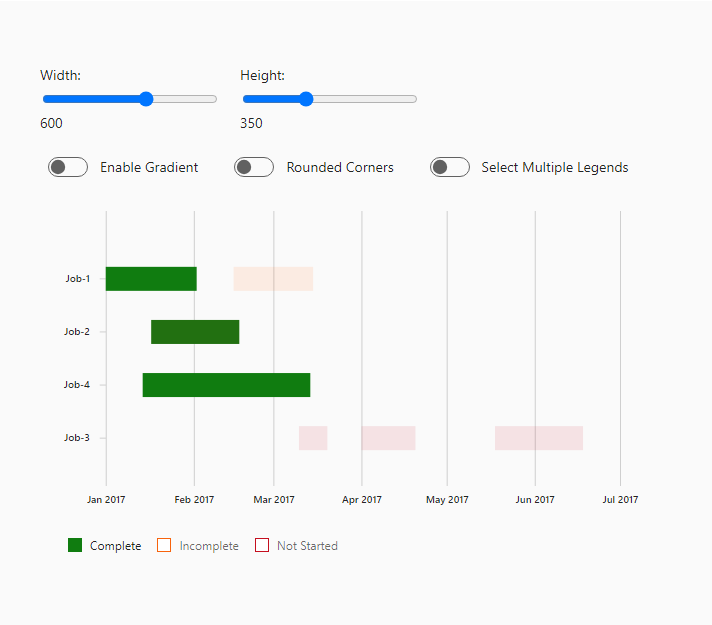 Width: Height:
600 350
Enable Gradient Rounded Corners Select Multiple Legends
Job-1
Job-2
Job-4
Job-3
Jan 2017 Feb 2017 Mar 2017 Apr 2017 May 2017 Jun 2017 Jul 2017
Complete Incomplete Not Started